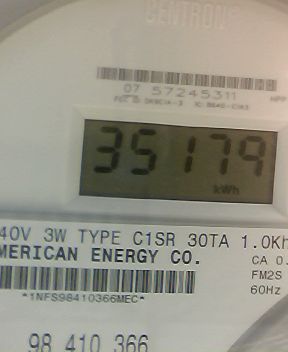 CENTRON®
07 57245311
35179
kWh
40V 3W TYPE C1SR 30TA 1.0Kh
MERICAN ENERGY CO.
CA 0.
FM2S
60Hz
*1NFS98410366MEC*
98 410 366